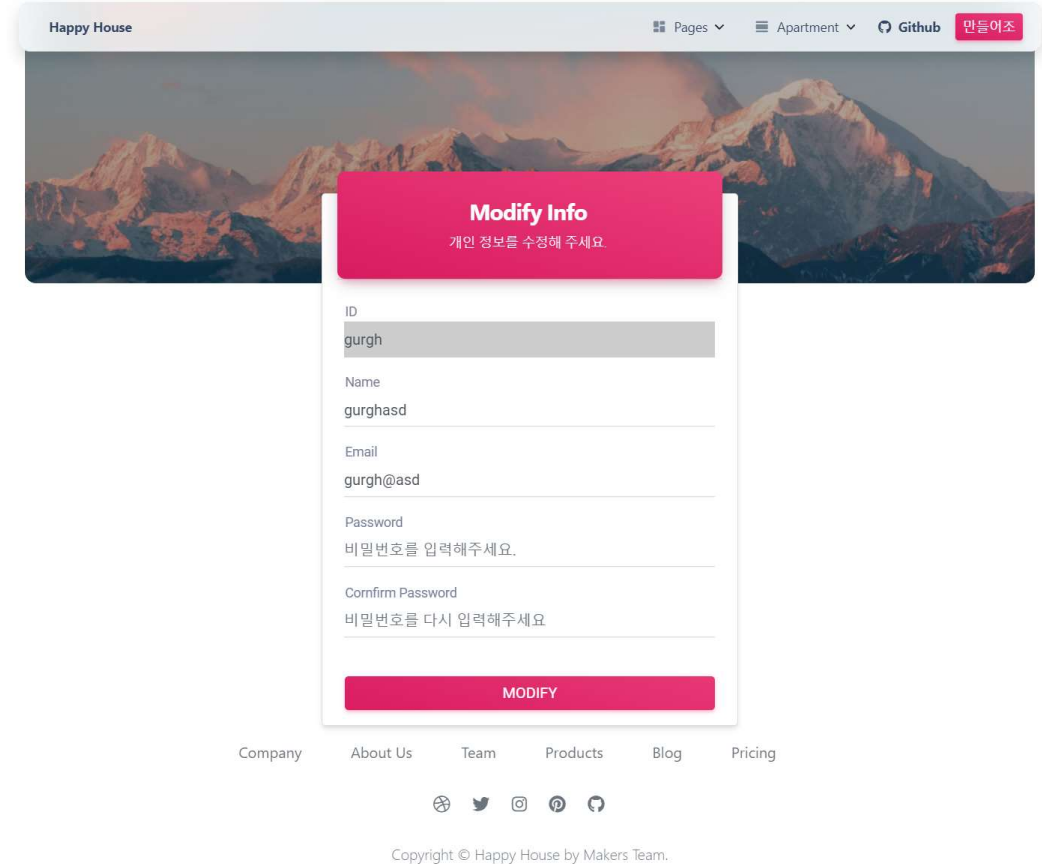 Happy House
Pages
Apartment
Github
만들어조
Modify Info
개인 정보를 수정해 주세요.
ID
gurgh
Name
gurghasd
Email
gurgh@asd
Password
비밀번호를 입력해주세요.
Cornfirm Password
비밀번호를 다시 입력해주세요
MODIFY
Company About Us Team Products Blog Pricing
Copyright © Happy House by Makers Team.